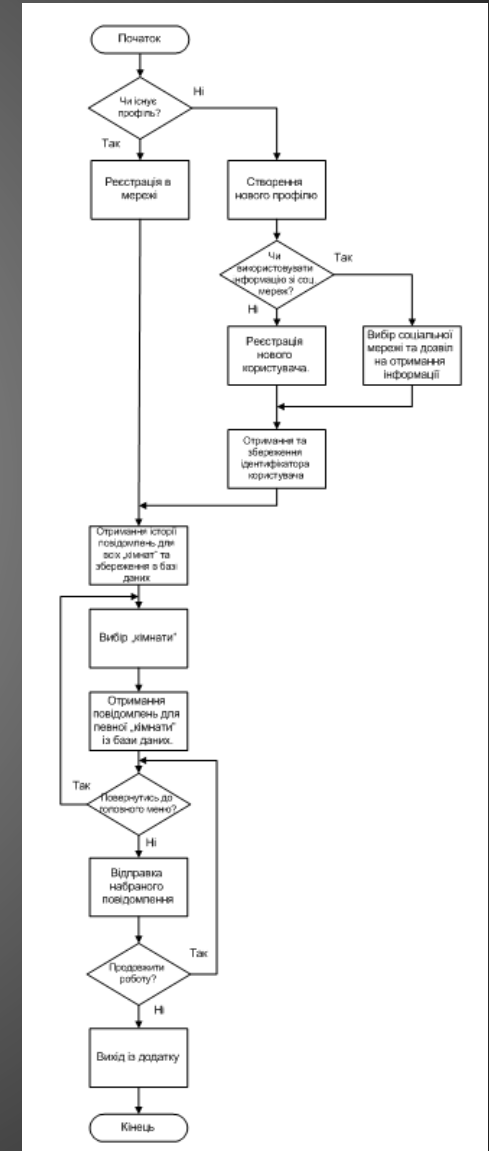 Початок
Чи існує
профіль?
Ні
Так
Реєстрація в
мережі
Створення
нового профілю
Чи
використовувати
інформацію зі соц.
мереж?
Так
Ні
Реєстрація
нового
користувача.
Вибір соціальної
мережі та дозвіл
на отримання
інформації
Отримання та
збереження
ідентифікатора
користувача
Отримання історії
повідомлень для
всіх „кімнат“ та
збереження в базі
даних
Вибір „кімнати“
Отримання
повідомлень для
певної „кімнати“
із бази даних.
Так
Повернутись до
головного меню?
Ні
Відправка
набраного
повідомлення
Так
Продовжити
роботу?
Ні
Вихід із додатку
Кінець